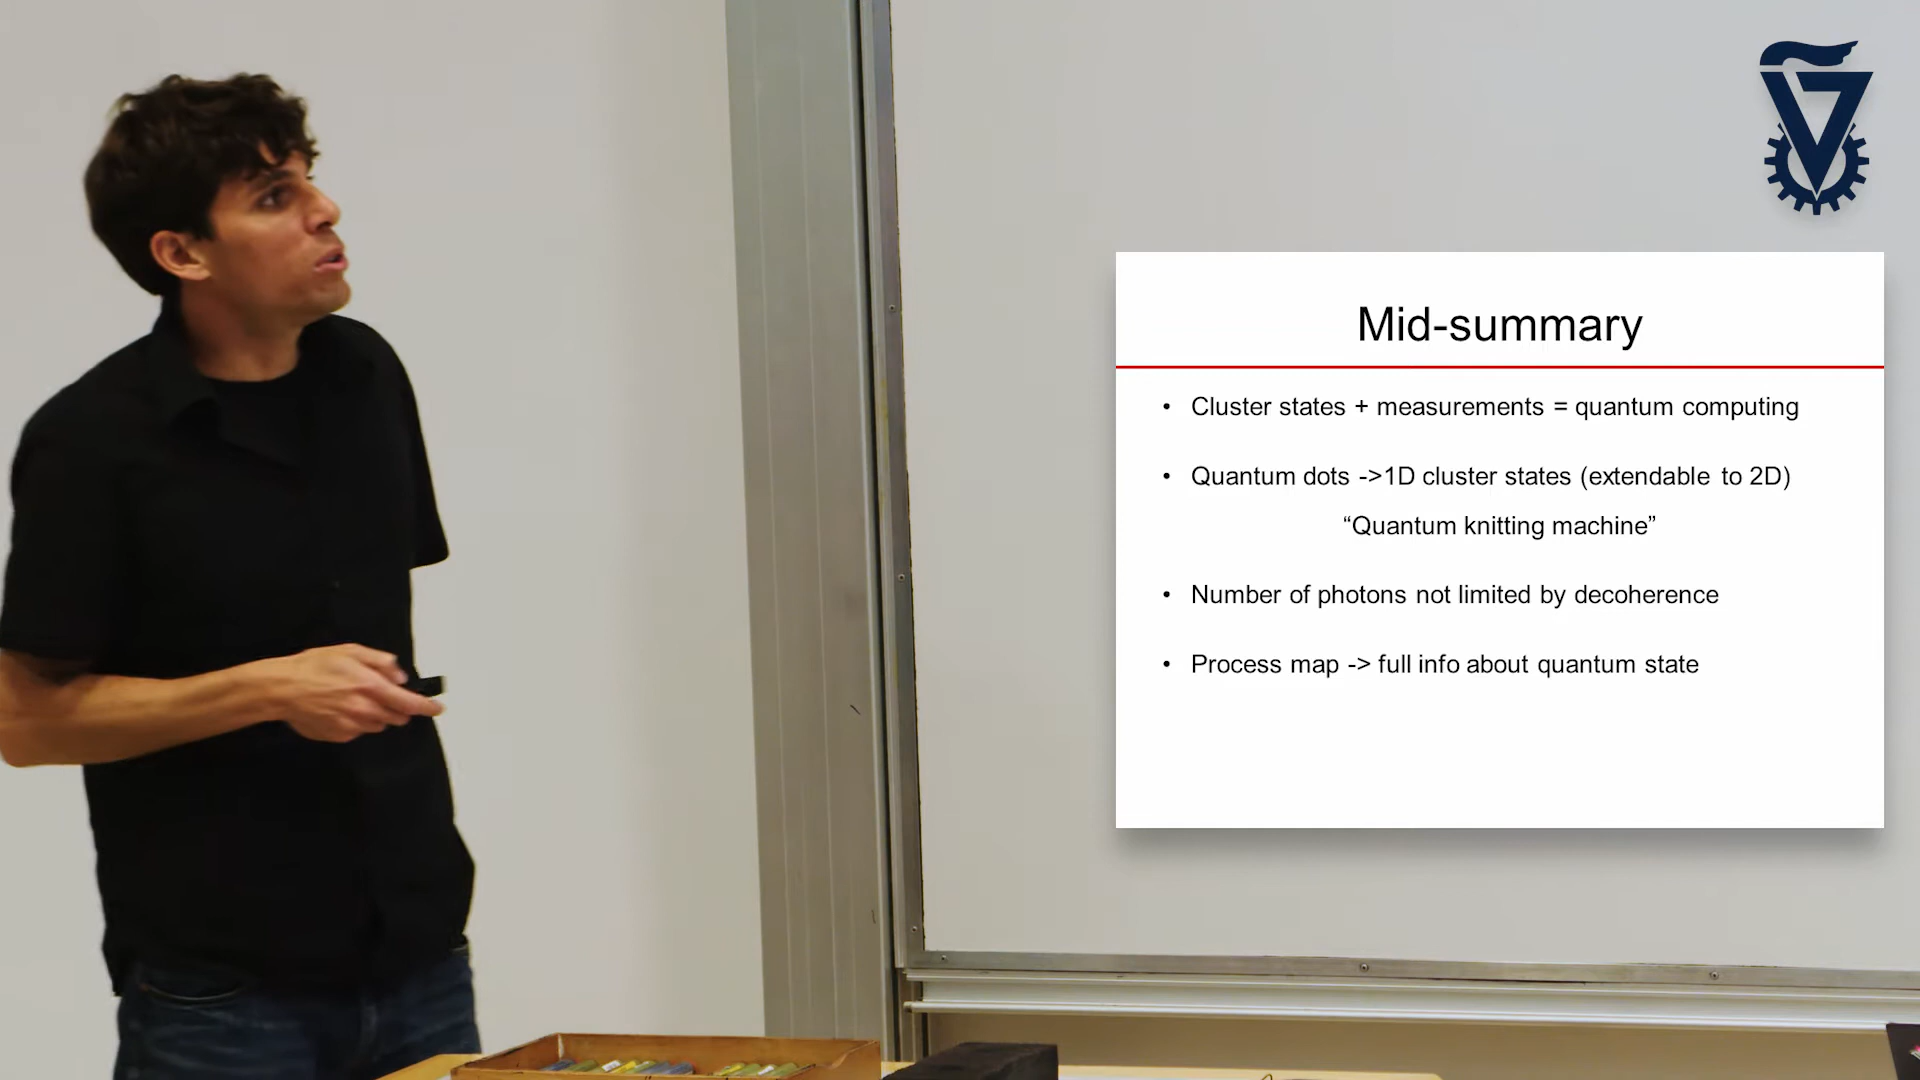 Mid-summary
• Cluster states + measurements = quantum computing
• Quantum dots ->1D cluster states (extendable to 2D)
“Quantum knitting machine”
• Number of photons not limited by decoherence
• Process map -> full info about quantum state